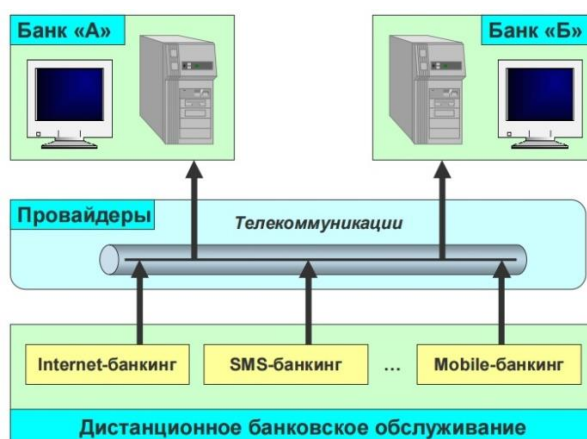 Банк «А»
Банк «Б»
Провайдеры
Телекоммуникации
Internet-банкинг
SMS-банкинг
...
Mobile-банкинг
Дистанционное банковское обслуживание